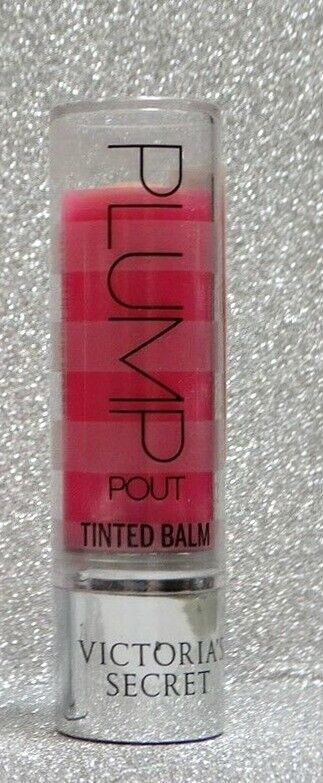 PLUMP
POUT
TINTED BALM
VICTORIA'S
SECRET